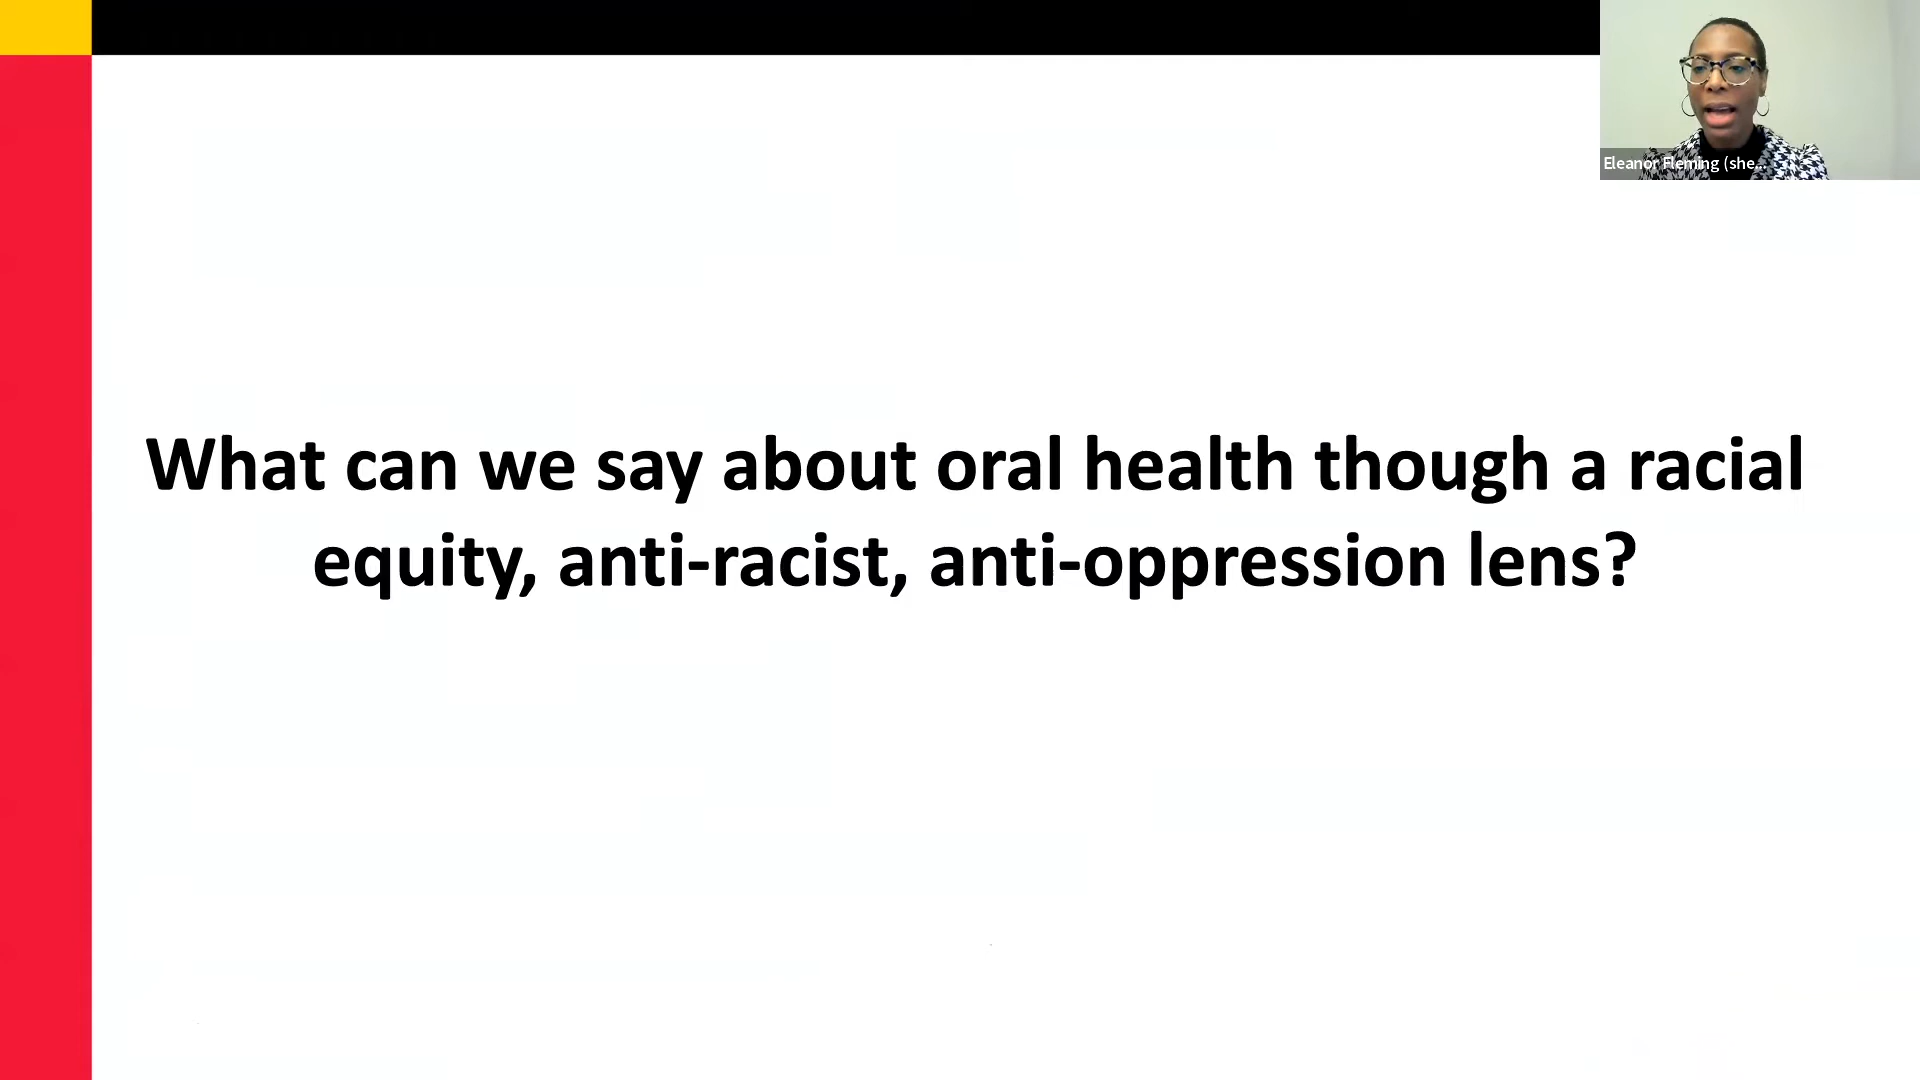 Eleanor Fleming (she...
What can we say about oral health though a racial
equity, anti-racist, anti-oppression lens?